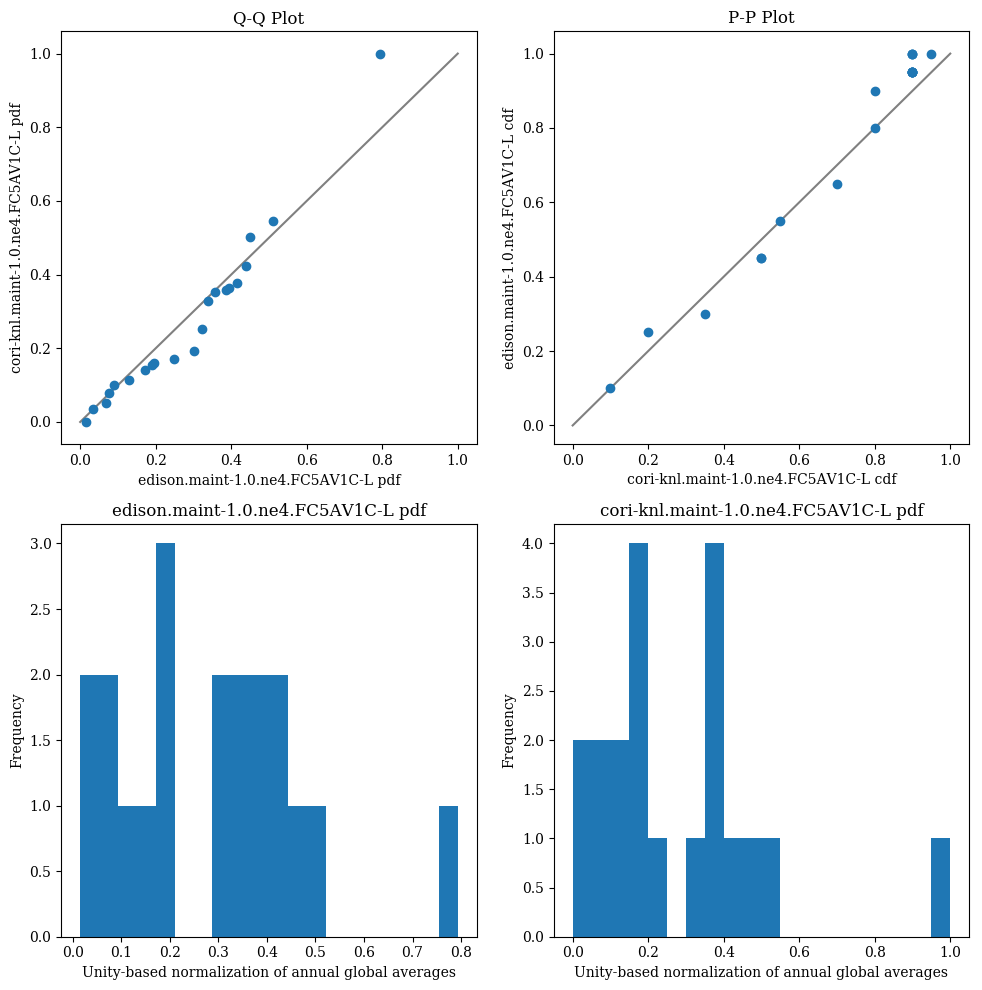 Q-Q Plot
1.0
0.8
0.6
0.4
0.2
0.0
cori-knl.maint-1.0.ne4.FC5AV1C-L pdf
0.0 0.2 0.4 0.6 0.8 1.0
edison.maint-1.0.ne4.FC5AV1C-L pdf
P-P Plot
1.0
0.8
0.6
0.4
0.2
0.0
edison.maint-1.0.ne4.FC5AV1C-L cdf
0.0 0.2 0.4 0.6 0.8 1.0
cori-knl.maint-1.0.ne4.FC5AV1C-L cdf
edison.maint-1.0.ne4.FC5AV1C-L pdf
3.0
2.5
2.0
1.5
1.0
0.5
0.0
Frequency
0.0 0.1 0.2 0.3 0.4 0.5 0.6 0.7 0.8
Unity-based normalization of annual global averages
cori-knl.maint-1.0.ne4.FC5AV1C-L pdf
4.0
3.5
3.0
2.5
2.0
1.5
1.0
0.5
0.0
Frequency
0.0 0.2 0.4 0.6 0.8 1.0
Unity-based normalization of annual global averages